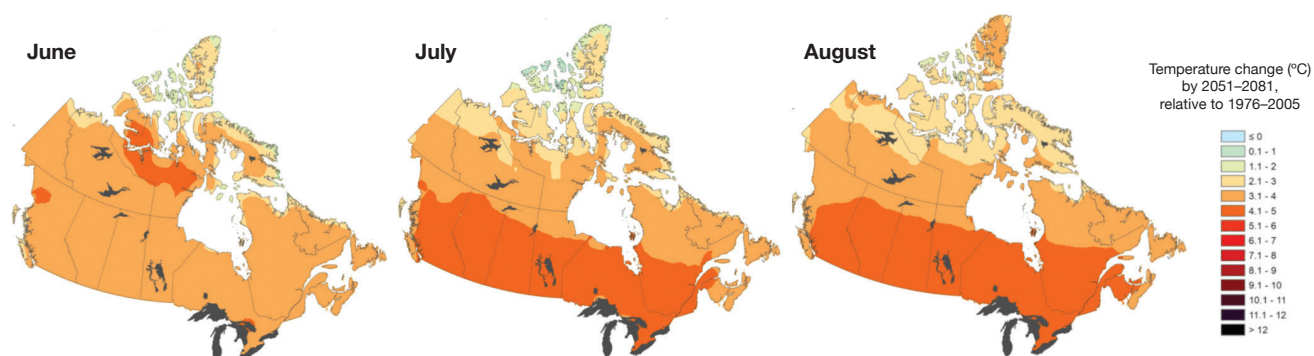 June
July
August
Temperature change (ºC)
by 2051–2081,
relative to 1976–2005
≤ 0
0.1 - 1
1.1 - 2
2.1 - 3
3.1 - 4
4.1 - 5
5.1 - 6
6.1 - 7
7.1 - 8
8.1 - 9
9.1 - 10
10.1 - 11
11.1 - 12
> 12